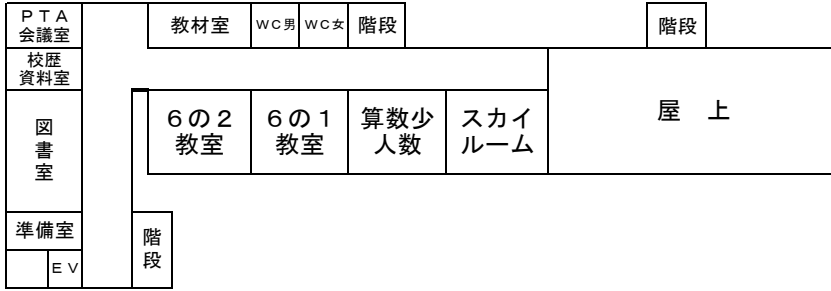 ＰＴＡ
会議室
教材室
ＷＣ男
ＷＣ女
階段
階段
校歴
資料室
屋　上
図
書
室
６の２
教室
６の１
教室
算数少
人数
スカイ
ルーム
準備室
階
段
ＥＶ